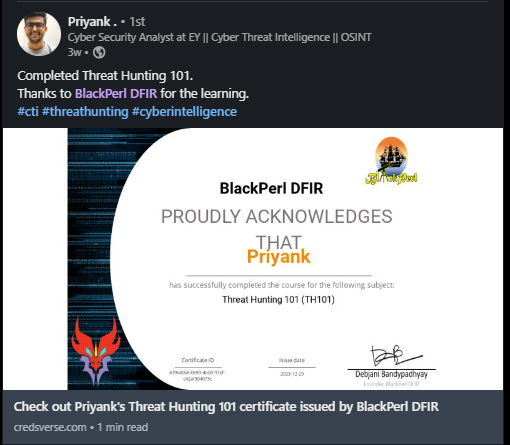 Priyank . • 1st
Cyber Security Analyst at EY || Cyber Threat Intelligence || OSINT
3w •
Completed Threat Hunting 101.
Thanks to BlackPerl DFIR for the learning.
#cti #threathunting #cyberintelligence
BlackPerl
BlackPerl DFIR
PROUDLY ACKNOWLEDGES
THAT
Priyank
has successfully completed the course for the following subject:
Threat Hunting 101 (TH101)
Certificate ID
Issue date
2023-12-29
Debjani Bandypadhyay
Founder, BlackPerl DFIR
Check out Priyank's Threat Hunting 101 certificate issued by BlackPerl DFIR
credsverse.com • 1 min read